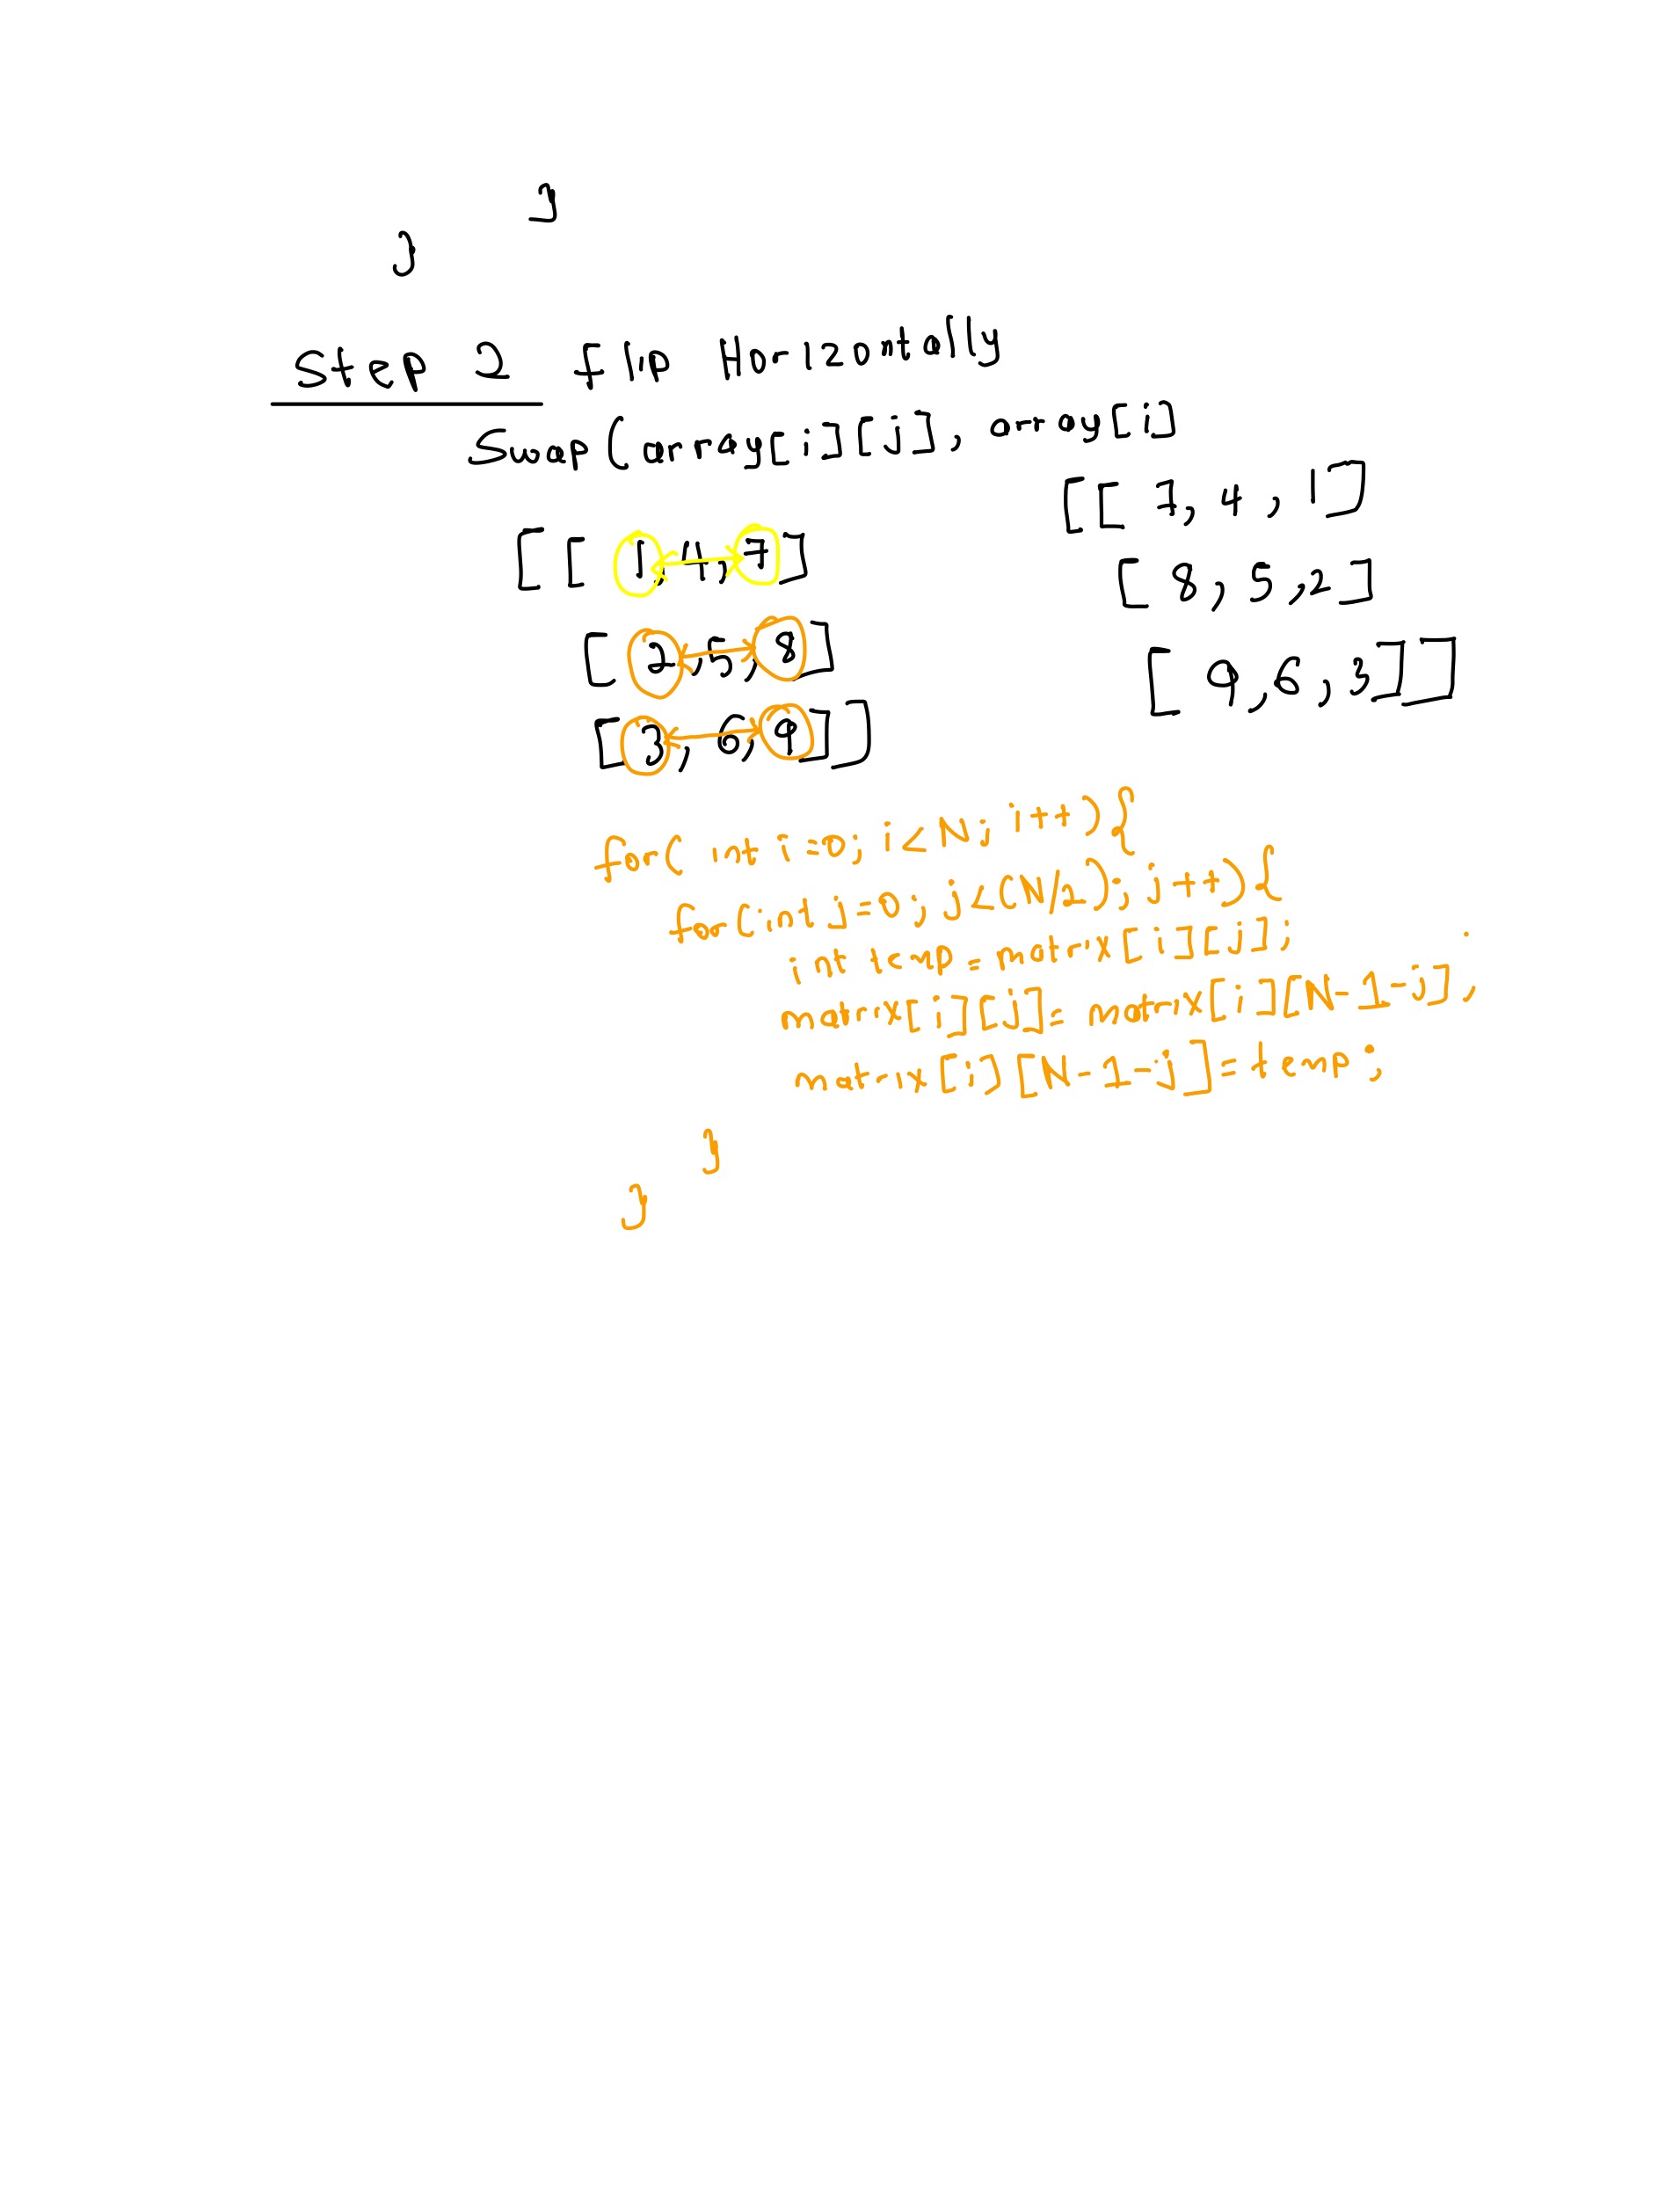 }
}
Step 2 flip Horizontally
Swap(array[i][j], array[i]
[[ 1, 4, 7]
[ 2, 5, 8]
[ 3, 6, 9]]
[[ 7, 4, 1]
[ 8, 5, 2]
[ 9, 6, 3]]
for( int i=0; i<N; i++){
for(int j=0; j<(N/2); j++){
int temp=matrix[i][j];
matrix[i][j]= matrix[i][N-1-j];
matrix[i][N-1-j]=temp;
}
}